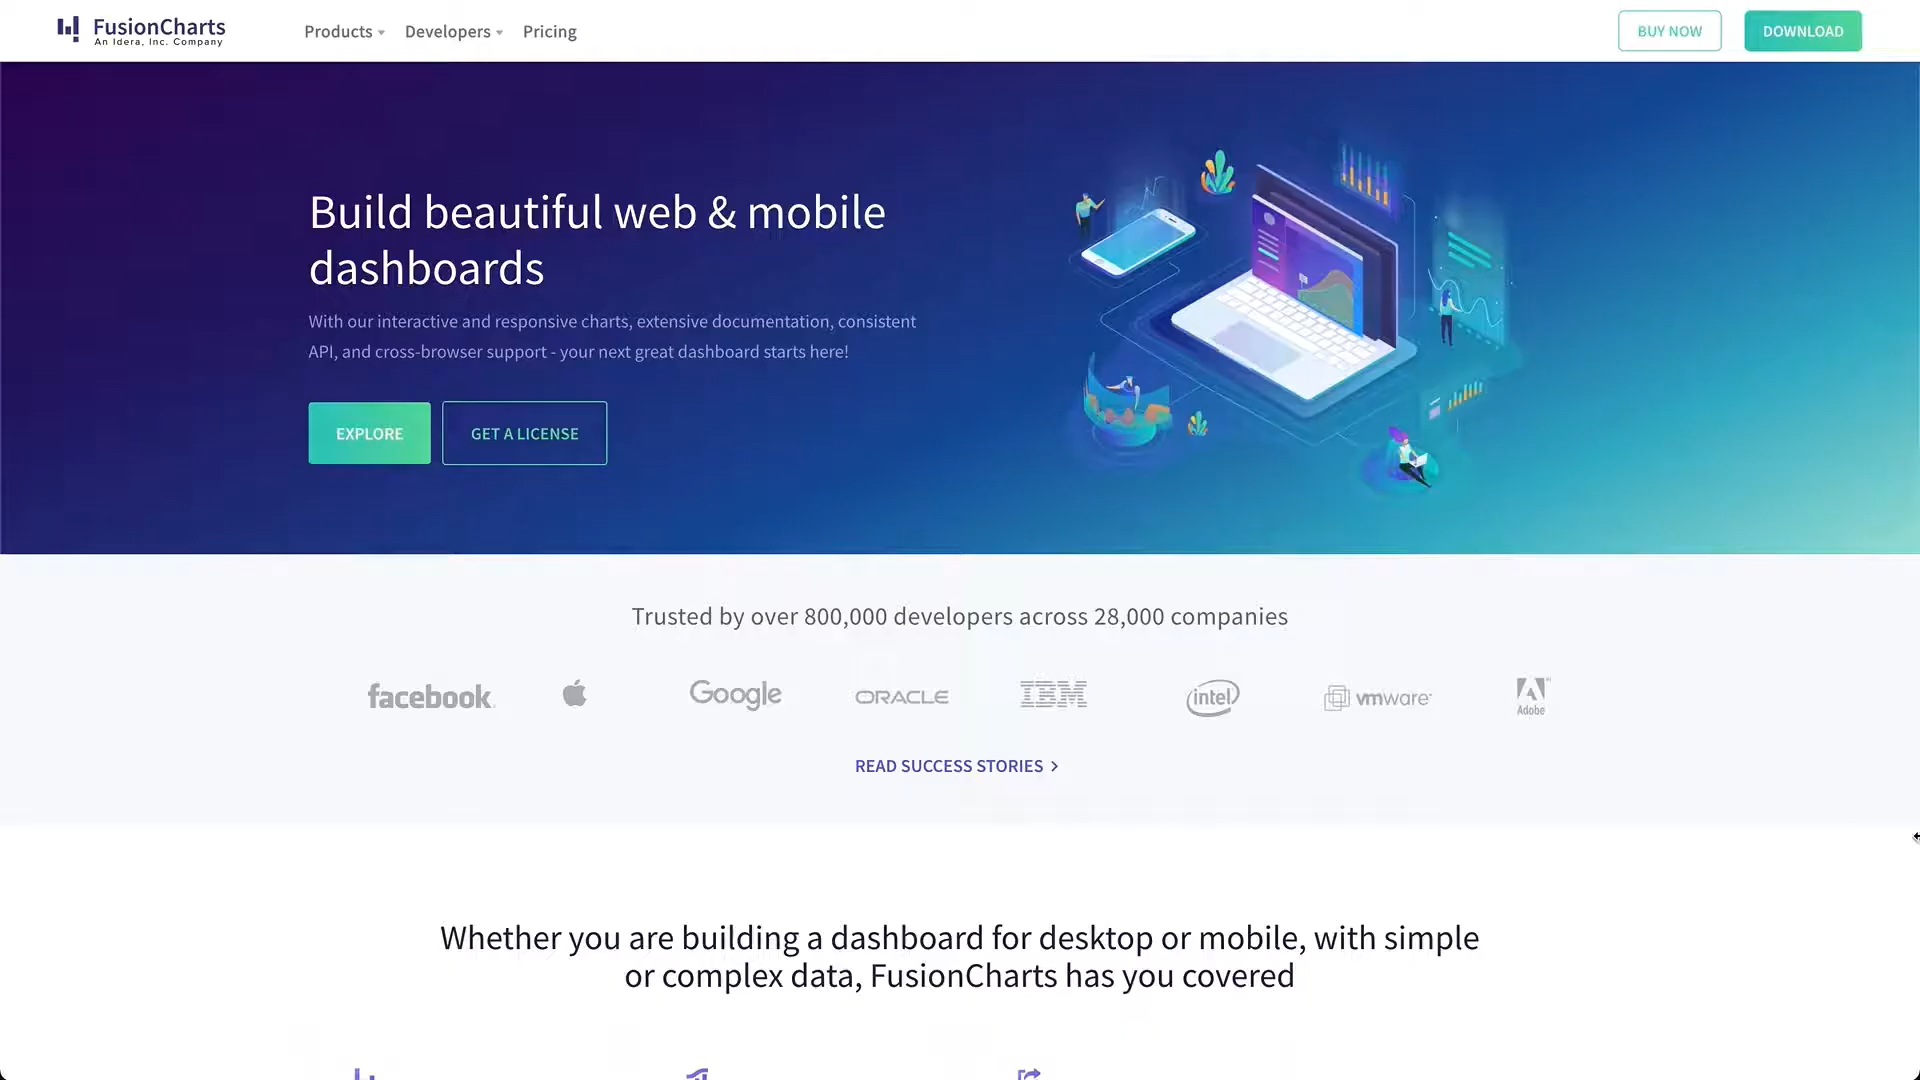 FusionCharts
An Idera, Inc. Company
Products
Developers
Pricing
BUY NOW
DOWNLOAD
Build beautiful web & mobile
dashboards
With our interactive and responsive charts, extensive documentation, consistent
API, and cross-browser support - your next great dashboard starts here!
EXPLORE
GET A LICENSE
Trusted by over 800,000 developers across 28,000 companies
facebook.
Google
ORACLE
IBM
intel
vmware
Adobe
READ SUCCESS STORIES >
Whether you are building a dashboard for desktop or mobile, with simple
or complex data, FusionCharts has you covered